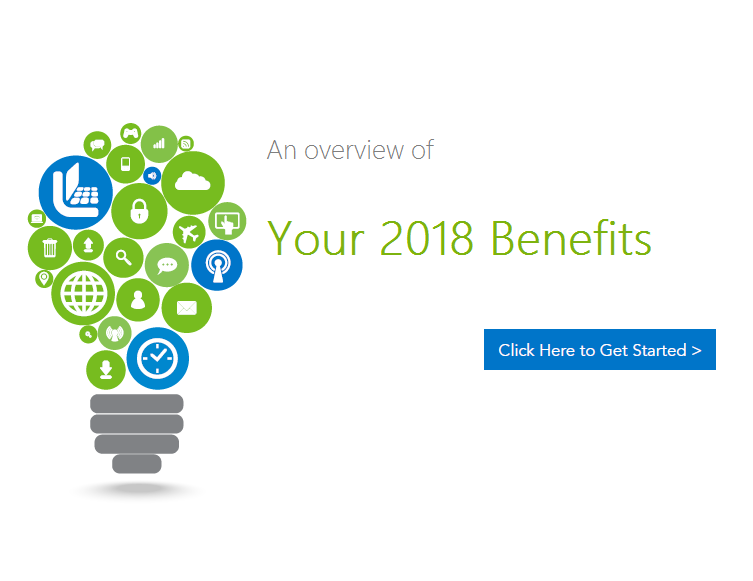 An overview of
Your 2018 Benefits
Click Here to Get Started >